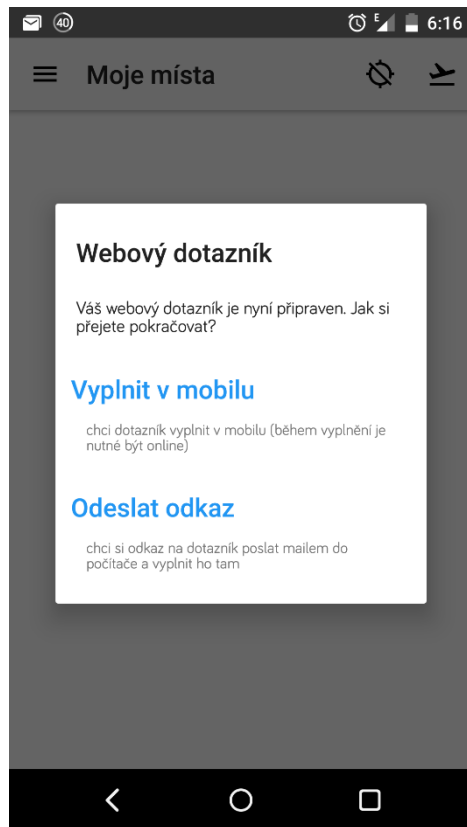 40
E
6:16
Moje místa
Webový dotazník
Váš webový dotazník je nyní připraven. Jak si
přejete pokračovat?
Vyplnit v mobilu
chci dotazník vyplnit v mobilu (během vyplnění je
nutné být online)
Odeslat odkaz
chci si odkaz na dotazník poslat mailem do
počítače a vyplnit ho tam